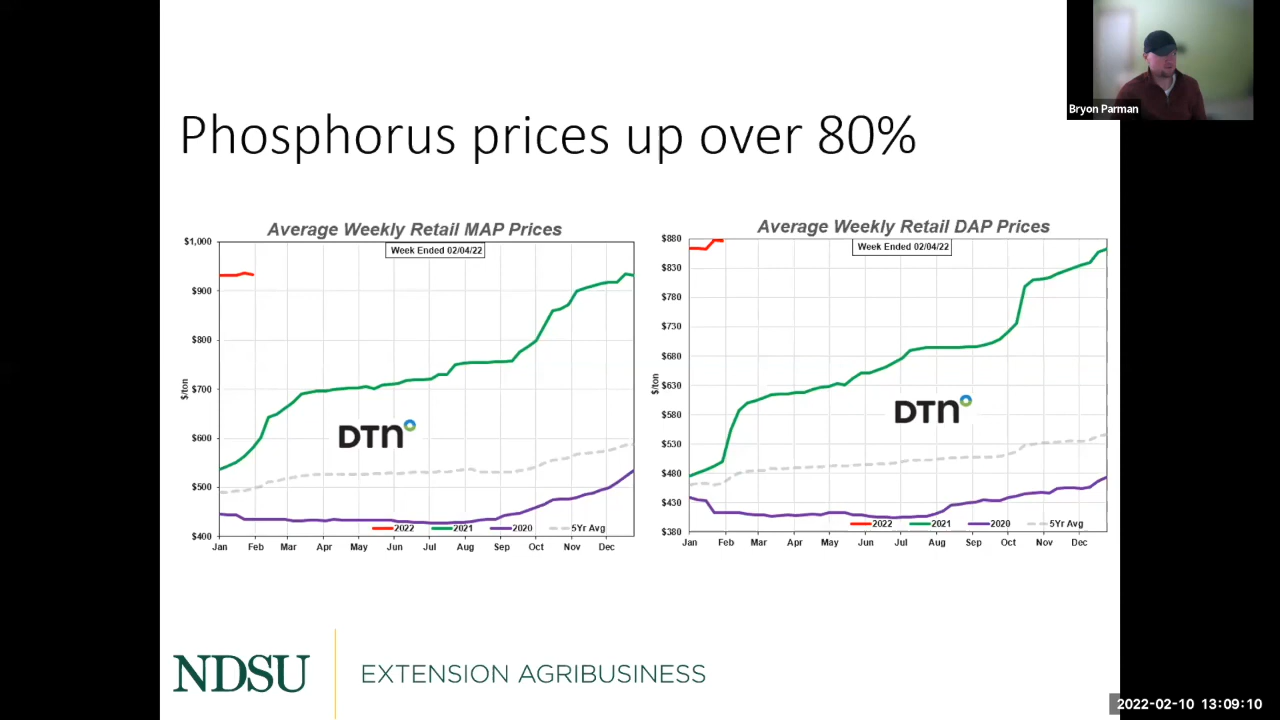 Bryon Parman
Phosphorus prices up over 80%
Average Weekly Retail MAP Prices
Week Ended 02/04/22
$1,000
$900
$800
$700
$600
$500
$400
$/ton
DTN
2022 2021 2020 5Yr Avg
Jan Feb Mar Apr May Jun Jul Aug Sep Oct Nov Dec
Average Weekly Retail DAP Prices
Week Ended 02/04/22
$880
$830
$780
$730
$680
$630
$580
$530
$480
$430
$380
$/ton
DTN
2022 2021 2020 5Yr Avg
Jan Feb Mar Apr May Jun Jul Aug Sep Oct Nov Dec
NDSU EXTENSION AGRIBUSINESS
2022-02-10 13:09:10